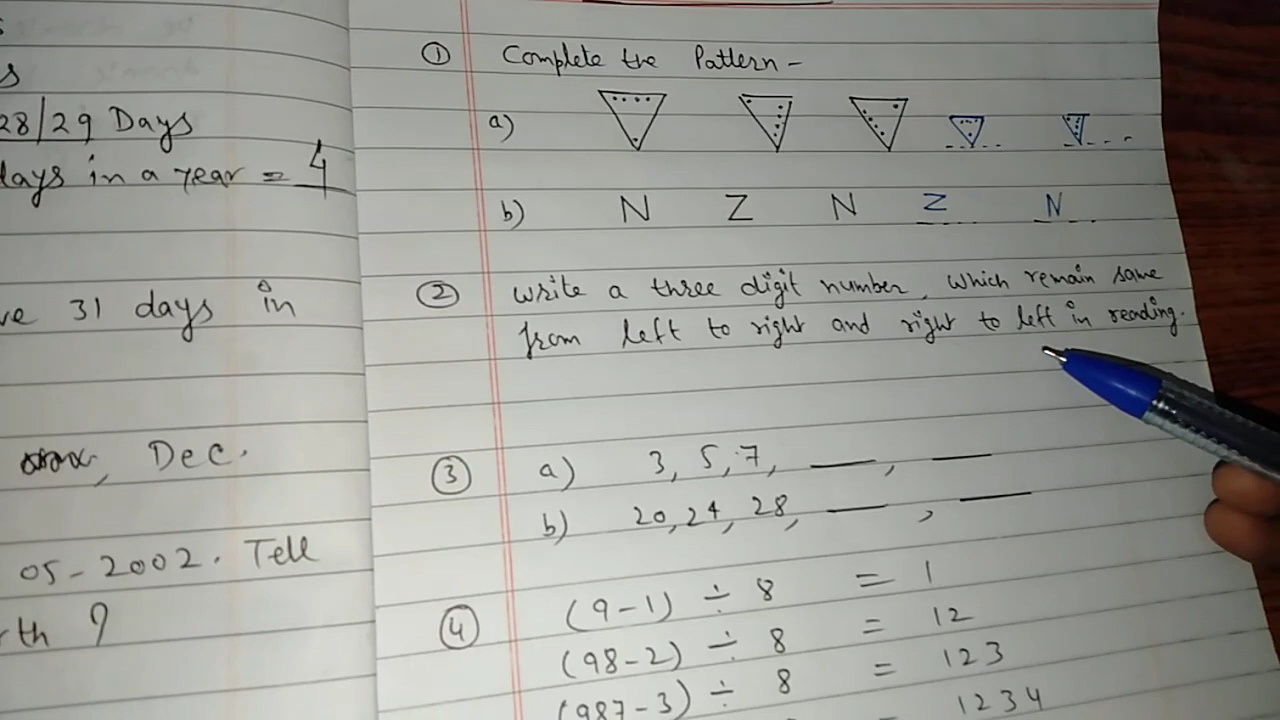 s
28/29 Days
days in a year = 4
ve 31 days in
Dec.
05-2002. Tell
rth ?
① Complete the Pattern -
a)
b) N Z N Z N
② Write a three digit number, which remain same
from left to right and right to left in reading.
③ a) 3, 5, 7, ___, ___
b) 20, 24, 28, ___, ___
④ (9-1) ÷ 8 = 1
(98-2) ÷ 8 = 12
(987-3) ÷ 8 = 123
1234